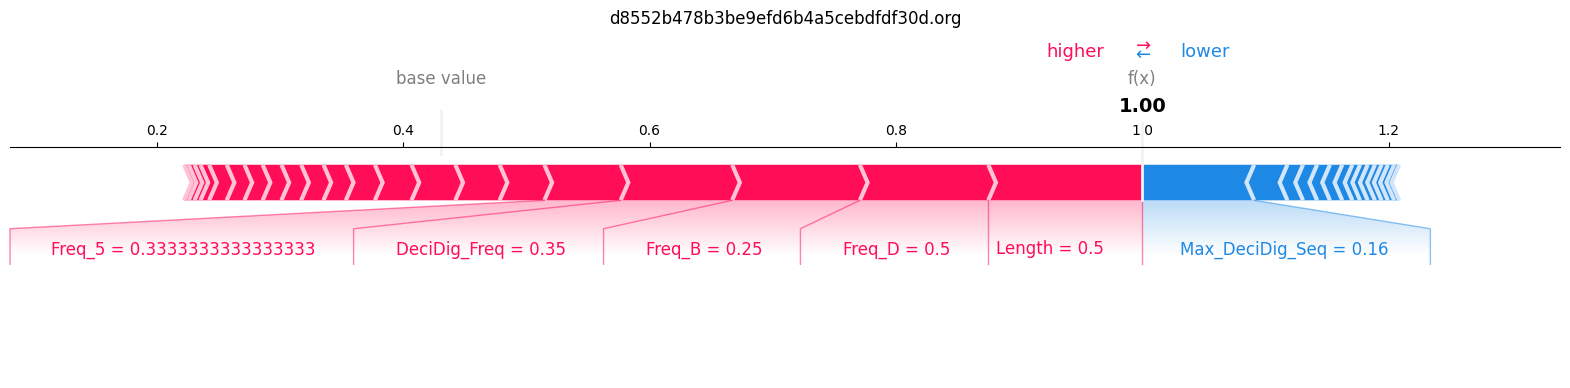 d8552b478b3be9efd6b4a5cebdfdf30d.org
higher ⇄ lower
base value f(x)
1.00
0.2 0.4 0.6 0.8 1.0 1.2
Freq_5 = 0.3333333333333333 DeciDig_Freq = 0.35 Freq_B = 0.25 Freq_D = 0.5 Length = 0.5 Max_DeciDig_Seq = 0.16